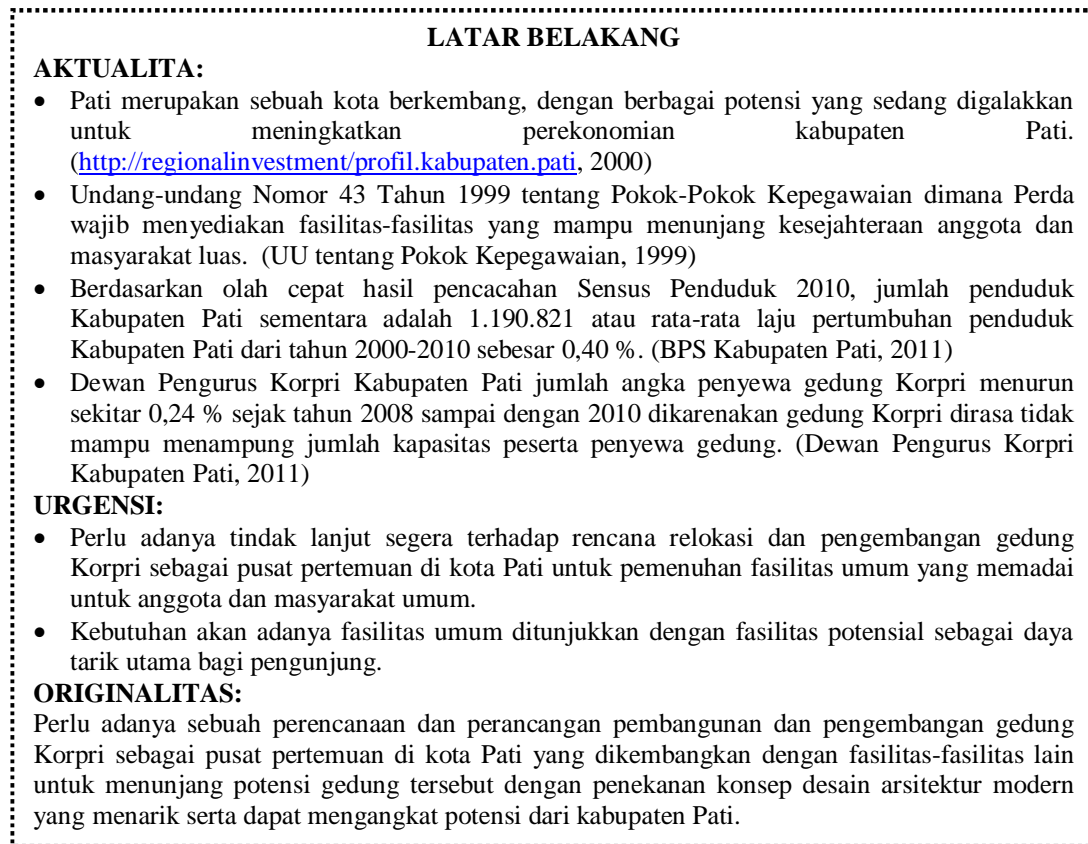 LATAR BELAKANG
AKTUALITA:
• Pati merupakan sebuah kota berkembang, dengan berbagai potensi yang sedang digalakkan
untuk meningkatkan perekonomian kabupaten Pati.
(http://regionalinvestment/profil.kabupaten.pati, 2000)
• Undang-undang Nomor 43 Tahun 1999 tentang Pokok-Pokok Kepegawaian dimana Perda
wajib menyediakan fasilitas-fasilitas yang mampu menunjang kesejahteraan anggota dan
masyarakat luas. (UU tentang Pokok Kepegawaian, 1999)
• Berdasarkan olah cepat hasil pencacahan Sensus Penduduk 2010, jumlah penduduk
Kabupaten Pati sementara adalah 1.190.821 atau rata-rata laju pertumbuhan penduduk
Kabupaten Pati dari tahun 2000-2010 sebesar 0,40 %. (BPS Kabupaten Pati, 2011)
• Dewan Pengurus Korpri Kabupaten Pati jumlah angka penyewa gedung Korpri menurun
sekitar 0,24 % sejak tahun 2008 sampai dengan 2010 dikarenakan gedung Korpri dirasa tidak
mampu menampung jumlah kapasitas peserta penyewa gedung. (Dewan Pengurus Korpri
Kabupaten Pati, 2011)
URGENSI:
• Perlu adanya tindak lanjut segera terhadap rencana relokasi dan pengembangan gedung
Korpri sebagai pusat pertemuan di kota Pati untuk pemenuhan fasilitas umum yang memadai
untuk anggota dan masyarakat umum.
• Kebutuhan akan adanya fasilitas umum ditunjukkan dengan fasilitas potensial sebagai daya
tarik utama bagi pengunjung.
ORIGINALITAS:
Perlu adanya sebuah perencanaan dan perancangan pembangunan dan pengembangan gedung
Korpri sebagai pusat pertemuan di kota Pati yang dikembangkan dengan fasilitas-fasilitas lain
untuk menunjang potensi gedung tersebut dengan penekanan konsep desain arsitektur modern
yang menarik serta dapat mengangkat potensi dari kabupaten Pati.